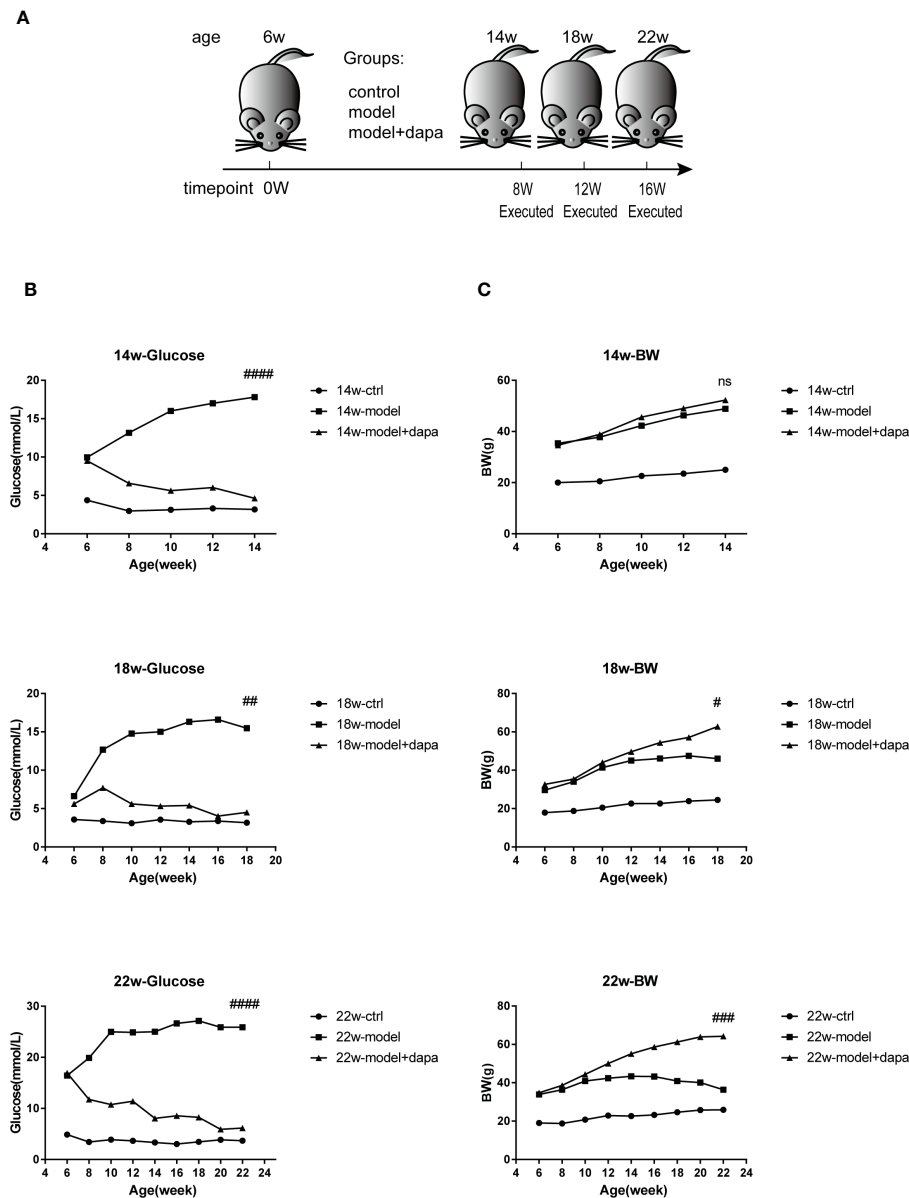 A
age 6w 14w 18w 22w
Groups:
control
model
model+dapa
timepoint 0W 8W 12W 16W
Executed Executed Executed
B
14w-Glucose
####
Glucose(mmol/L)
20
15
10
5
0
4 6 8 10 12 14
Age(week)
14w-ctrl
14w-model
14w-model+dapa
C
14w-BW
ns
BW(g)
60
40
20
0
4 6 8 10 12 14
Age(week)
14w-ctrl
14w-model
14w-model+dapa
18w-Glucose
##
Glucose(mmol/L)
20
15
10
5
0
4 6 8 10 12 14 16 18 20
Age(week)
18w-ctrl
18w-model
18w-model+dapa
18w-BW
#
BW(g)
80
60
40
20
0
4 6 8 10 12 14 16 18 20
Age(week)
18w-ctrl
18w-model
18w-model+dapa
22w-Glucose
####
Glucose(mmol/L)
30
20
10
0
4 6 8 10 12 14 16 18 20 22 24
Age(week)
22w-ctrl
22w-model
22w-model+dapa
22w-BW
###
BW(g)
80
60
40
20
0
4 6 8 10 12 14 16 18 20 22 24
Age(week)
22w-ctrl
22w-model
22w-model+dapa